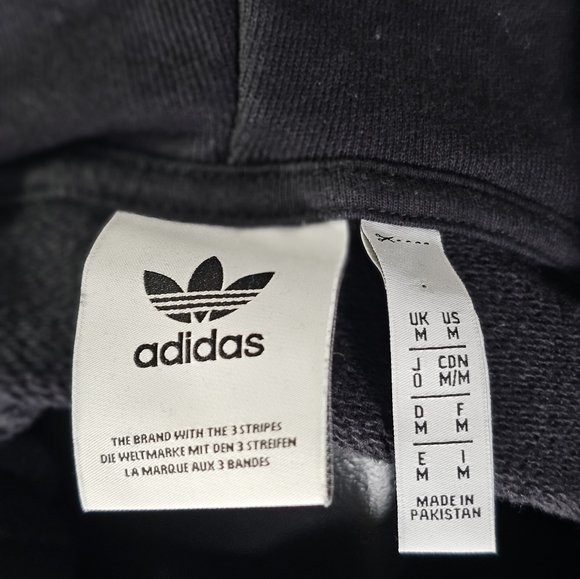 adidas
THE BRAND WITH THE 3 STRIPES
DIE WELTMARKE MIT DEN 3 STREIFEN
LA MARQUE AUX 3 BANDES
UK US
M M
J CDN
O M/M
D F
M M
E I
M M
MADE IN
PAKISTAN